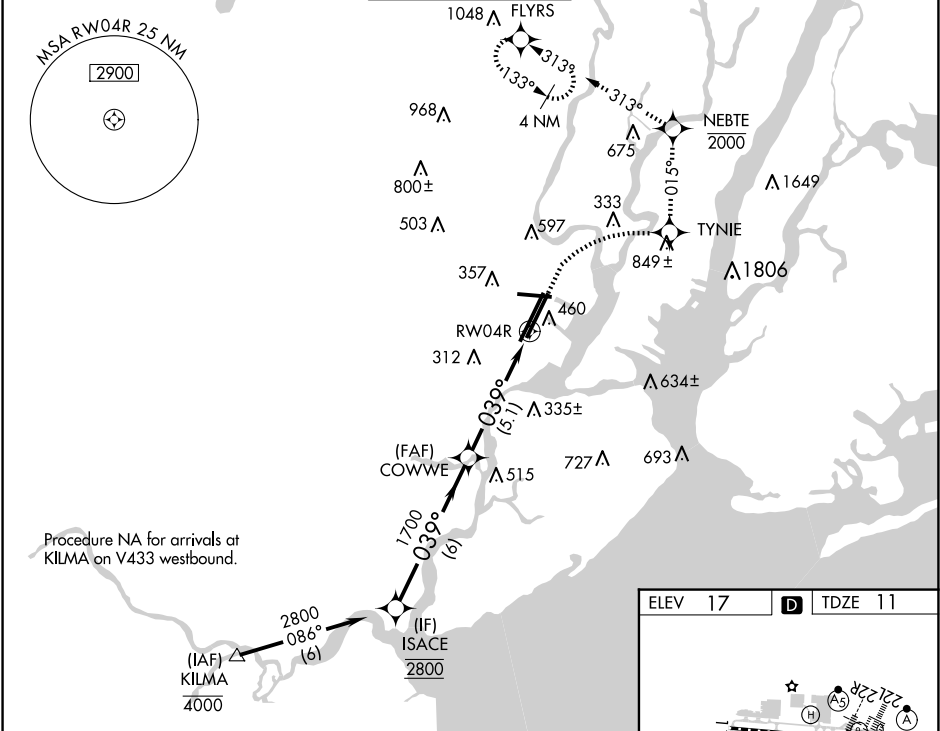 MSA RW04R 25 NM
2900
1048
FLYRS
313°
133°
4 NM
313°
NEBTE
2000
968
675
015°
800±
1649
503
333
597
TYNIE
849±
1806
357
460
RW04R
312
634±
039°
(5.1)
335±
(FAF)
COWWE
515
727
693
1700
039°
(6)
Procedure NA for arrivals at
KILMA on V433 westbound.
2800
086°
(6)
(IF)
ISACE
2800
(IAF)
KILMA
4000
ELEV 17
D
TDZE 11
A5
22R
22L
H
A